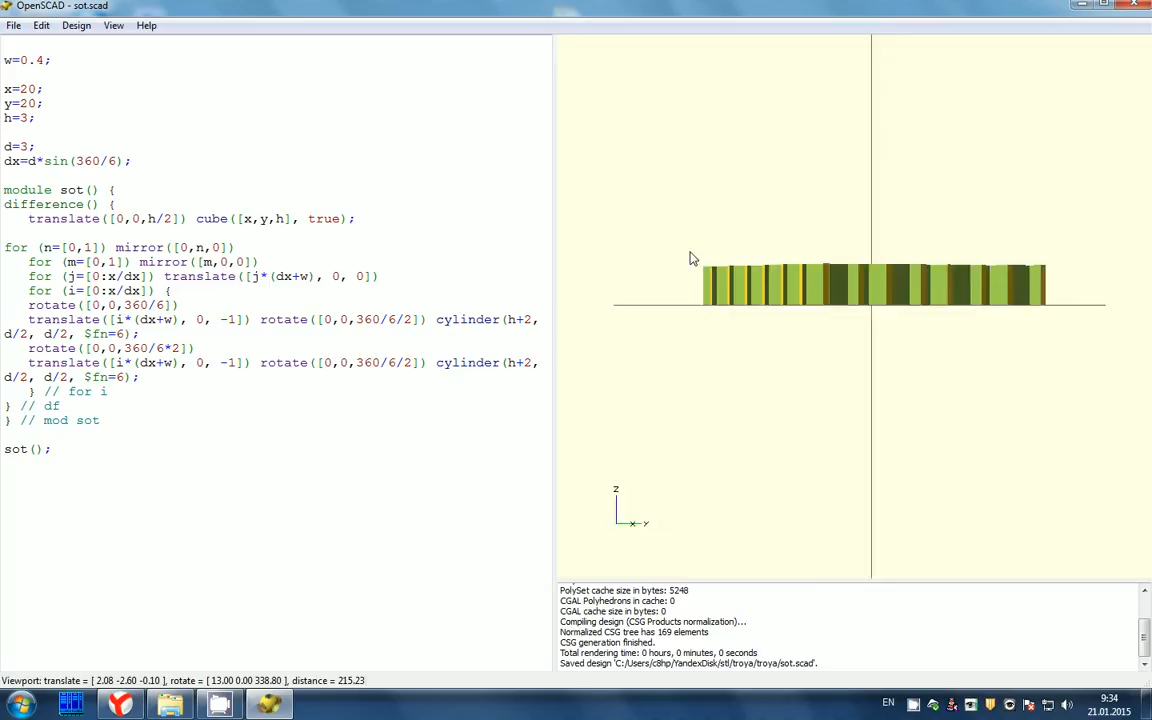 OpenSCAD - sot.scad
File Edit Design View Help
w=0.4;
x=20;
y=20;
h=3;
d=3;
dx=d*sin(360/6);
module sot() {
difference() {
translate([0,0,h/2]) cube([x,y,h], true);
for (n=[0,1]) mirror([0,n,0])
for (m=[0,1]) mirror([m,0,0])
for (j=[0:x/dx]) translate([j*(dx+w), 0, 0])
for (i=[0:x/dx]) {
rotate([0,0,360/6])
translate([i*(dx+w), 0, -1]) rotate([0,0,360/6/2]) cylinder(h+2,
d/2, d/2, $fn=6);
rotate([0,0,360/6*2])
translate([i*(dx+w), 0, -1]) rotate([0,0,360/6/2]) cylinder(h+2,
d/2, d/2, $fn=6);
} // for i
} // df
} // mod sot
sot();
Z
X Y
PolySet cache size in bytes: 5248
CGAL Polyhedrons in cache: 0
CGAL cache size in bytes: 0
Compiling design (CSG Products normalization)...
Normalized CSG tree has 169 elements
CSG generation finished.
Total rendering time: 0 hours, 0 minutes, 0 seconds
Saved design 'C:/Users/c8hp/YandexDisk/stl/troya/troya/sot.scad'.
Viewport: translate = [ 2.08 -2.60 -0.10 ], rotate = [ 13.00 0.00 338.80 ], distance = 215.23
EN
9:34
21.01.2015